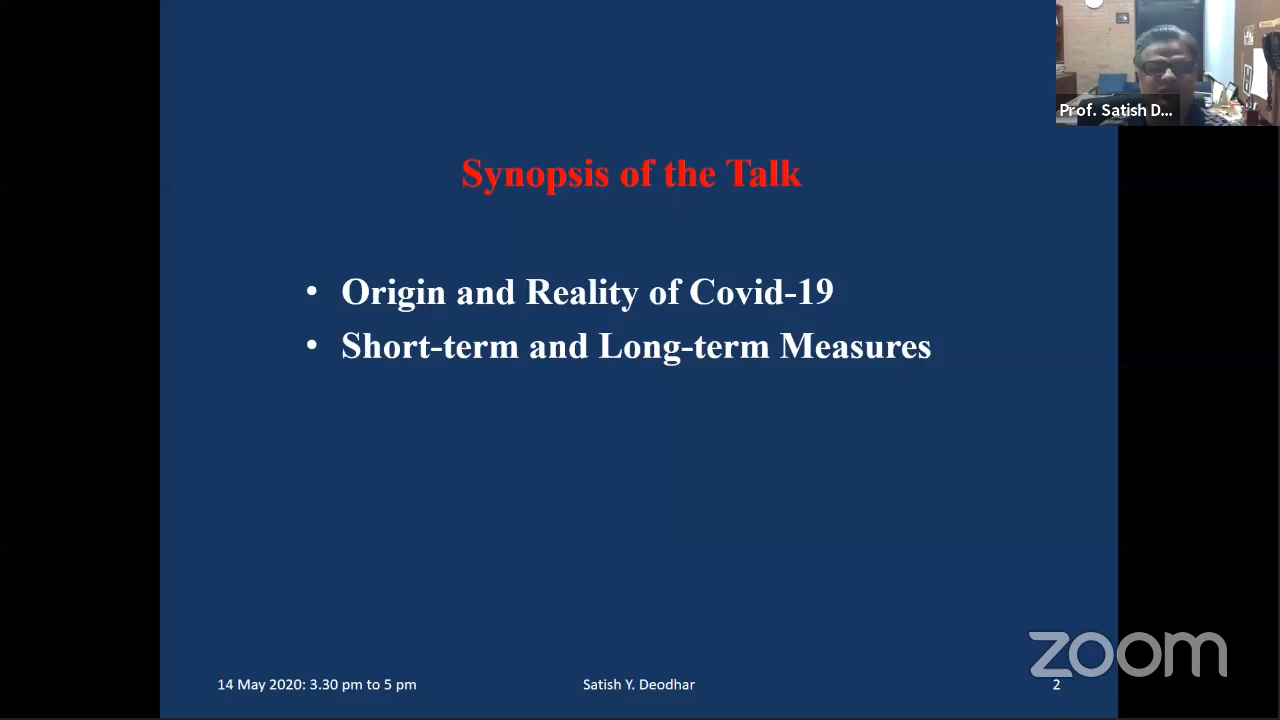 Prof. Satish D...
Synopsis of the Talk
• Origin and Reality of Covid-19
• Short-term and Long-term Measures
zoom
14 May 2020: 3.30 pm to 5 pm
Satish Y. Deodhar
2